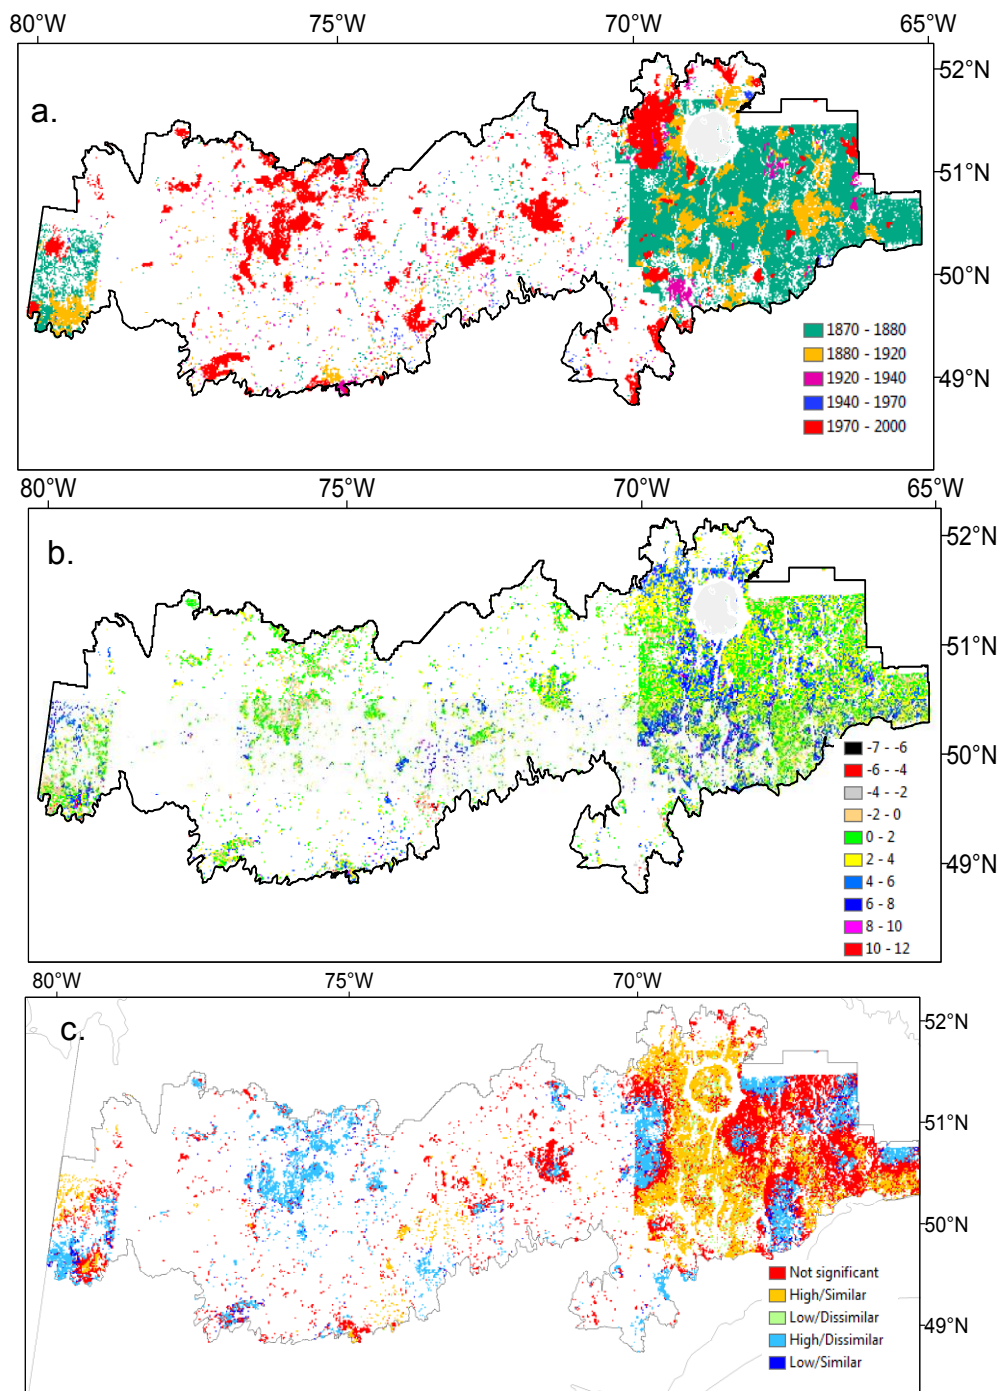 80°W 75°W 70°W 65°W
a.
52°N
51°N
50°N
49°N
1870 - 1880
1880 - 1920
1920 - 1940
1940 - 1970
1970 - 2000
80°W 75°W 70°W 65°W
b.
52°N
51°N
50°N
49°N
-7 - -6
-6 - -4
-4 - -2
-2 - 0
0 - 2
2 - 4
4 - 6
6 - 8
8 - 10
10 - 12
80°W 75°W 70°W
c.
52°N
51°N
50°N
49°N
Not significant
High/Similar
Low/Dissimilar
High/Dissimilar
Low/Similar